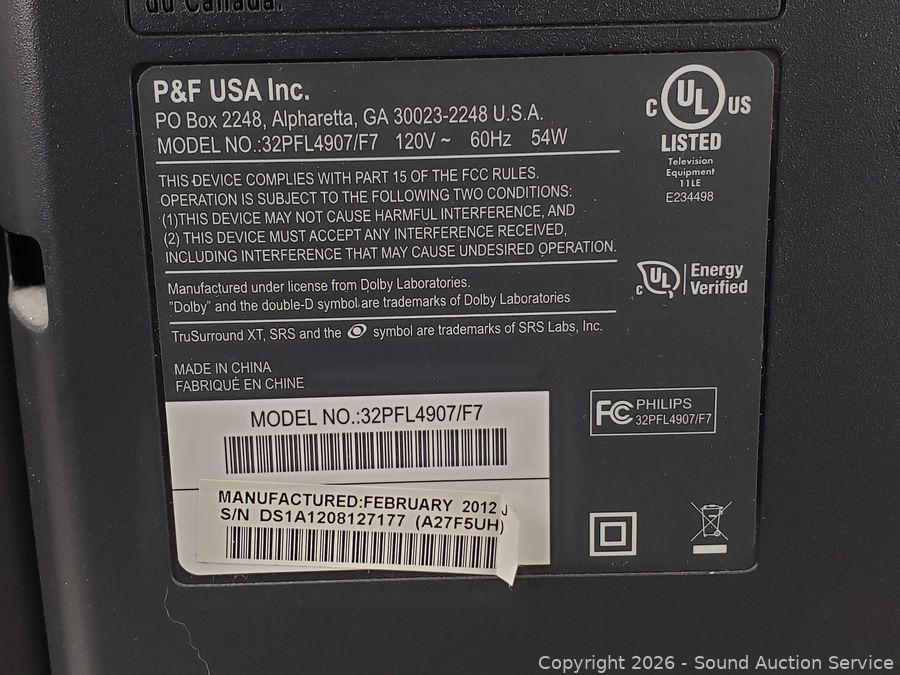 du Canada.
P&F USA Inc.
PO Box 2248, Alpharetta, GA 30023-2248 U.S.A.
MODEL NO.:32PFL4907/F7 120V ~ 60Hz 54W
C UL US
LISTED
Television
Equipment
11LE
E234498
THIS DEVICE COMPLIES WITH PART 15 OF THE FCC RULES.
OPERATION IS SUBJECT TO THE FOLLOWING TWO CONDITIONS:
(1)THIS DEVICE MAY NOT CAUSE HARMFUL INTERFERENCE, AND
(2) THIS DEVICE MUST ACCEPT ANY INTERFERENCE RECEIVED,
INCLUDING INTERFERENCE THAT MAY CAUSE UNDESIRED OPERATION.
C UL Energy
Verified
Manufactured under license from Dolby Laboratories.
"Dolby" and the double-D symbol are trademarks of Dolby Laboratories
TruSurround XT, SRS and the symbol are trademarks of SRS Labs, Inc.
MADE IN CHINA
FABRIQUÉ EN CHINE
MODEL NO.:32PFL4907/F7
FC PHILIPS
32PFL4907/F7
MANUFACTURED:FEBRUARY 2012 J
S/N DS1A1208127177 (A27F5UH)
Copyright 2026 - Sound Auction Service